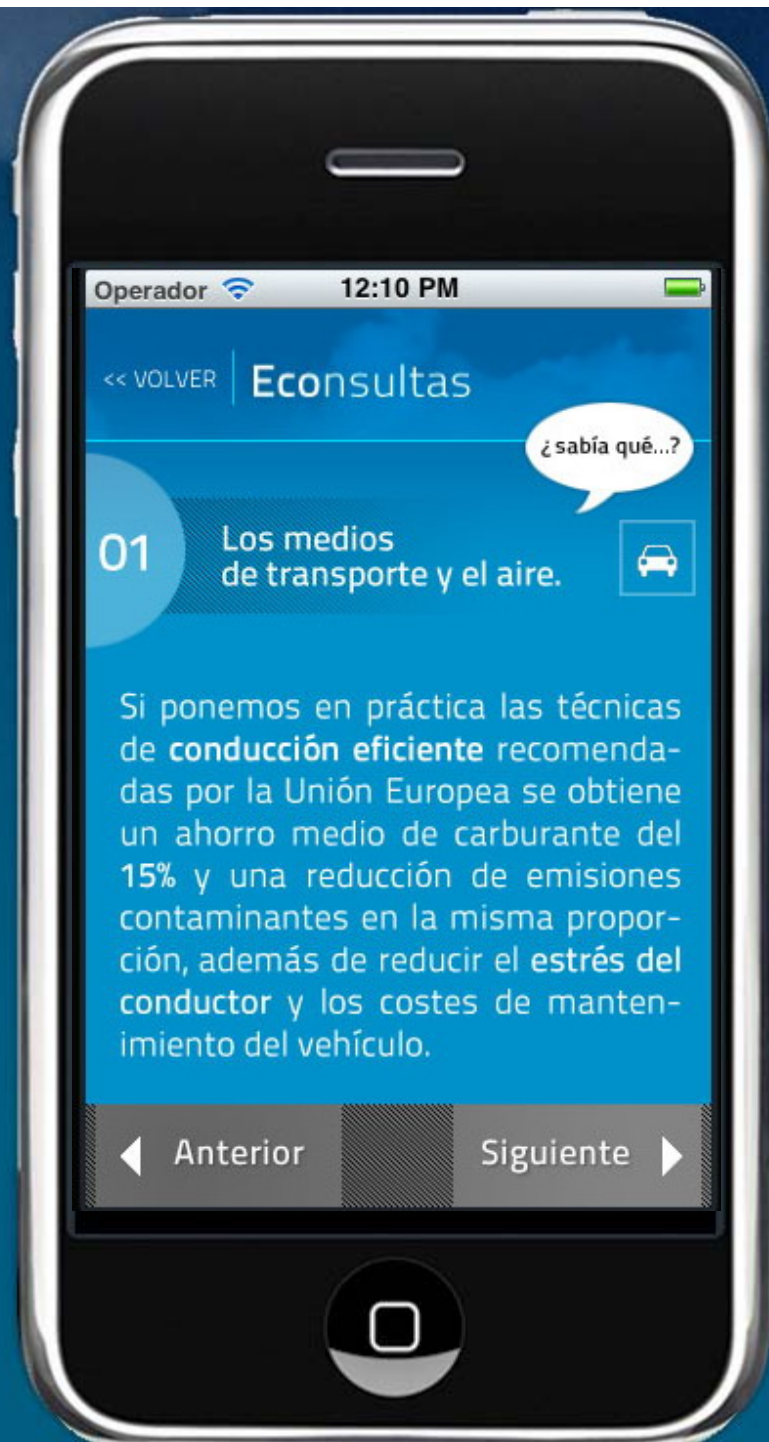 Operador 12:10 PM
<< VOLVER Econsultas
¿sabía qué...?
01
Los medios
de transporte y el aire.
Si ponemos en práctica las técnicas
de conducción eficiente recomenda-
das por la Unión Europea se obtiene
un ahorro medio de carburante del
15% y una reducción de emisiones
contaminantes en la misma propor-
ción, además de reducir el estrés del
conductor y los costes de manten-
imiento del vehículo.
Anterior Siguiente